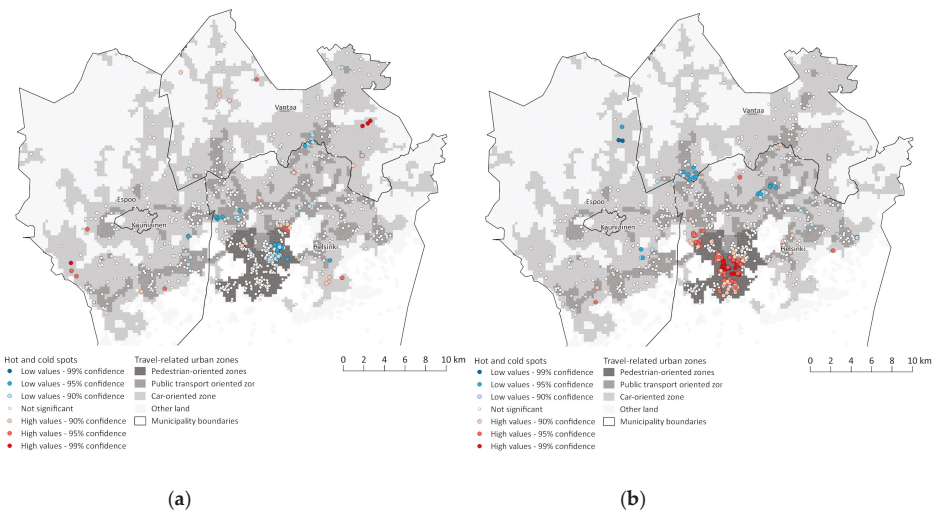 Vantaa
Espoo
Kauniainen
Helsinki
Hot and cold spots
Low values - 99% confidence
Low values - 95% confidence
Low values - 90% confidence
Not significant
High values - 90% confidence
High values - 95% confidence
High values - 99% confidence
Travel-related urban zones
Pedestrian-oriented zones
Public transport oriented zor
Car-oriented zone
Other land
Municipality boundaries
0 2 4 6 8 10 km
(a)
Vantaa
Espoo
Kauniainen
Helsinki
Hot and cold spots
Low values - 99% confidence
Low values - 95% confidence
Low values - 90% confidence
Not significant
High values - 90% confidence
High values - 95% confidence
High values - 99% confidence
Travel-related urban zones
Pedestrian-oriented zones
Public transport oriented zor
Car-oriented zone
Other land
Municipality boundaries
0 2 4 6 8 10 km
(b)